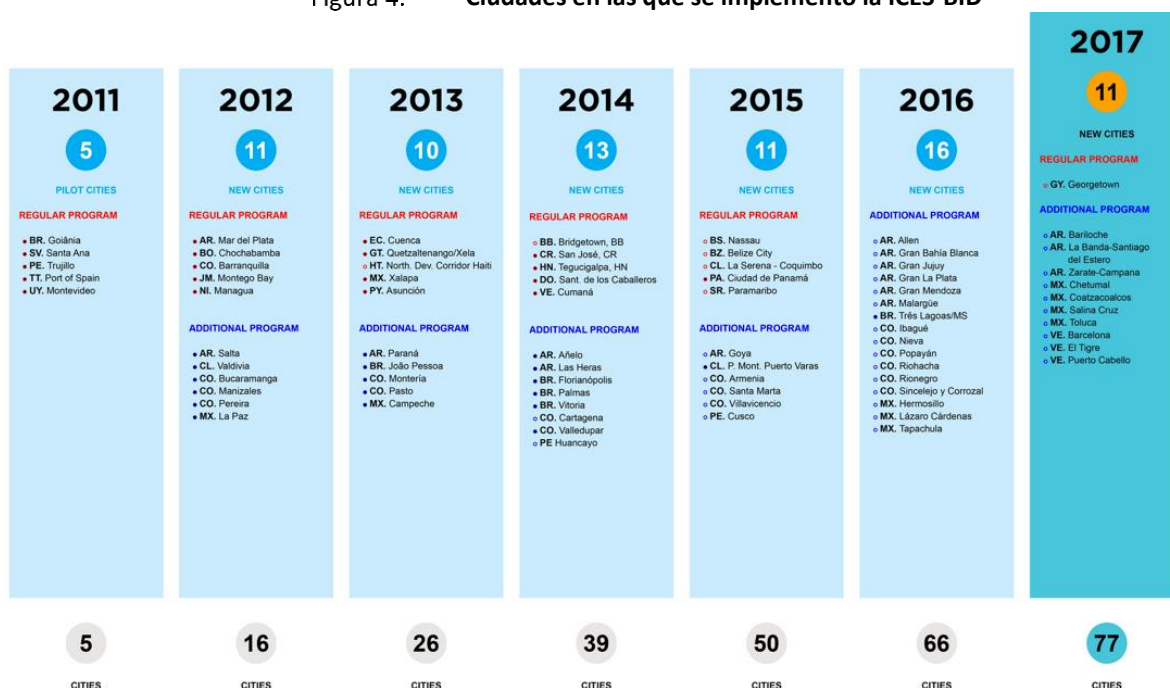 Figura 4. Ciudades en las que se implementó la ICES-BID
2011
5
PILOT CITIES
REGULAR PROGRAM
BR. Goiânia
SV. Santa Ana
PE. Trujillo
TT. Port of Spain
UY. Montevideo
5
CITIES
2012
11
NEW CITIES
REGULAR PROGRAM
AR. Mar del Plata
BO. Chochabamba
CO. Barranquilla
JM. Montego Bay
NI. Managua
ADDITIONAL PROGRAM
AR. Salta
CL. Valdivia
CO. Bucaramanga
CO. Manizales
CO. Pereira
MX. La Paz
16
CITIES
2013
10
NEW CITIES
REGULAR PROGRAM
EC. Cuenca
GT. Quetzaltenango/Xela
HT. North. Dev. Corridor Haiti
MX. Xalapa
PY. Asunción
ADDITIONAL PROGRAM
AR. Paraná
BR. João Pessoa
CO. Montería
CO. Pasto
MX. Campeche
26
CITIES
2014
13
NEW CITIES
REGULAR PROGRAM
BB. Bridgetown, BB
CR. San José, CR
HN. Tegucigalpa, HN
DO. Sant. de los Caballeros
VE. Cumaná
ADDITIONAL PROGRAM
AR. Añelo
AR. Las Heras
BR. Florianópolis
BR. Palmas
BR. Vitoria
CO. Cartagena
CO. Valledupar
PE Huancayo
39
CITIES
2015
11
NEW CITIES
REGULAR PROGRAM
BS. Nassau
BZ. Belize City
CL. La Serena - Coquimbo
PA. Ciudad de Panamá
SR. Paramaribo
ADDITIONAL PROGRAM
AR. Goya
CL. P. Mont. Puerto Varas
CO. Armenia
CO. Santa Marta
CO. Villavicencio
PE. Cusco
50
CITIES
2016
16
NEW CITIES
ADDITIONAL PROGRAM
AR. Allen
AR. Gran Bahía Blanca
AR. Gran Jujuy
AR. Gran La Plata
AR. Gran Mendoza
AR. Malargüe
BR. Três Lagoas/MS
CO. Ibagué
CO. Nieva
CO. Popayán
CO. Riohacha
CO. Rionegro
CO. Sincelejo y Corrozal
MX. Hermosillo
MX. Lázaro Cárdenas
MX. Tapachula
66
CITIES
2017
11
NEW CITIES
REGULAR PROGRAM
GY. Georgetown
ADDITIONAL PROGRAM
AR. Bariloche
AR. La Banda-Santiago
del Estero
AR. Zarate-Campana
MX. Chetumal
MX. Coatzacoalcos
MX. Salina Cruz
MX. Toluca
VE. Barcelona
VE. El Tigre
VE. Puerto Cabello
77
CITIES